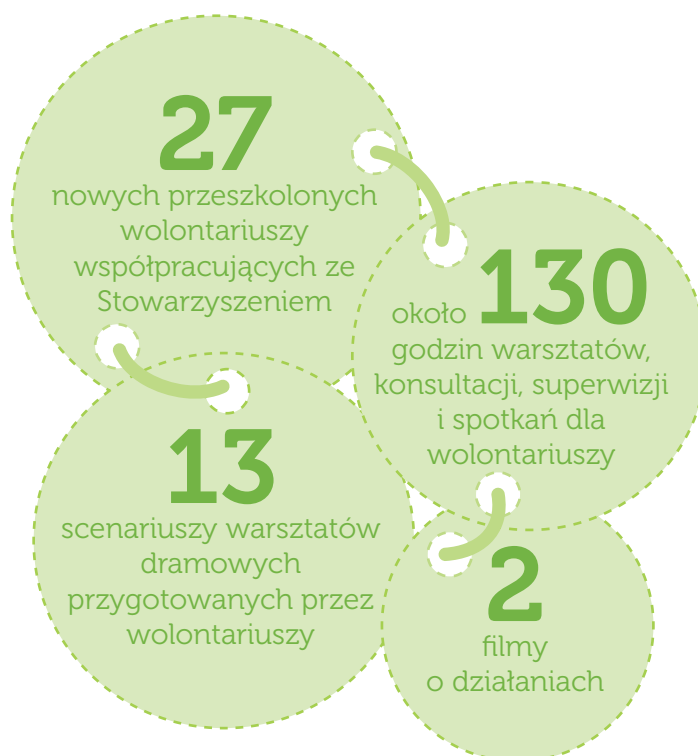 27
nowych przeszkolonych
wolontariuszy
współpracujących ze
Stowarzyszeniem
około 130
godzin warsztatów,
konsultacji, superwizji
i spotkań dla
wolontariuszy
13
scenariuszy warsztatów
dramowych
przygotowanych przez
wolontariuszy
2
filmy
o działaniach